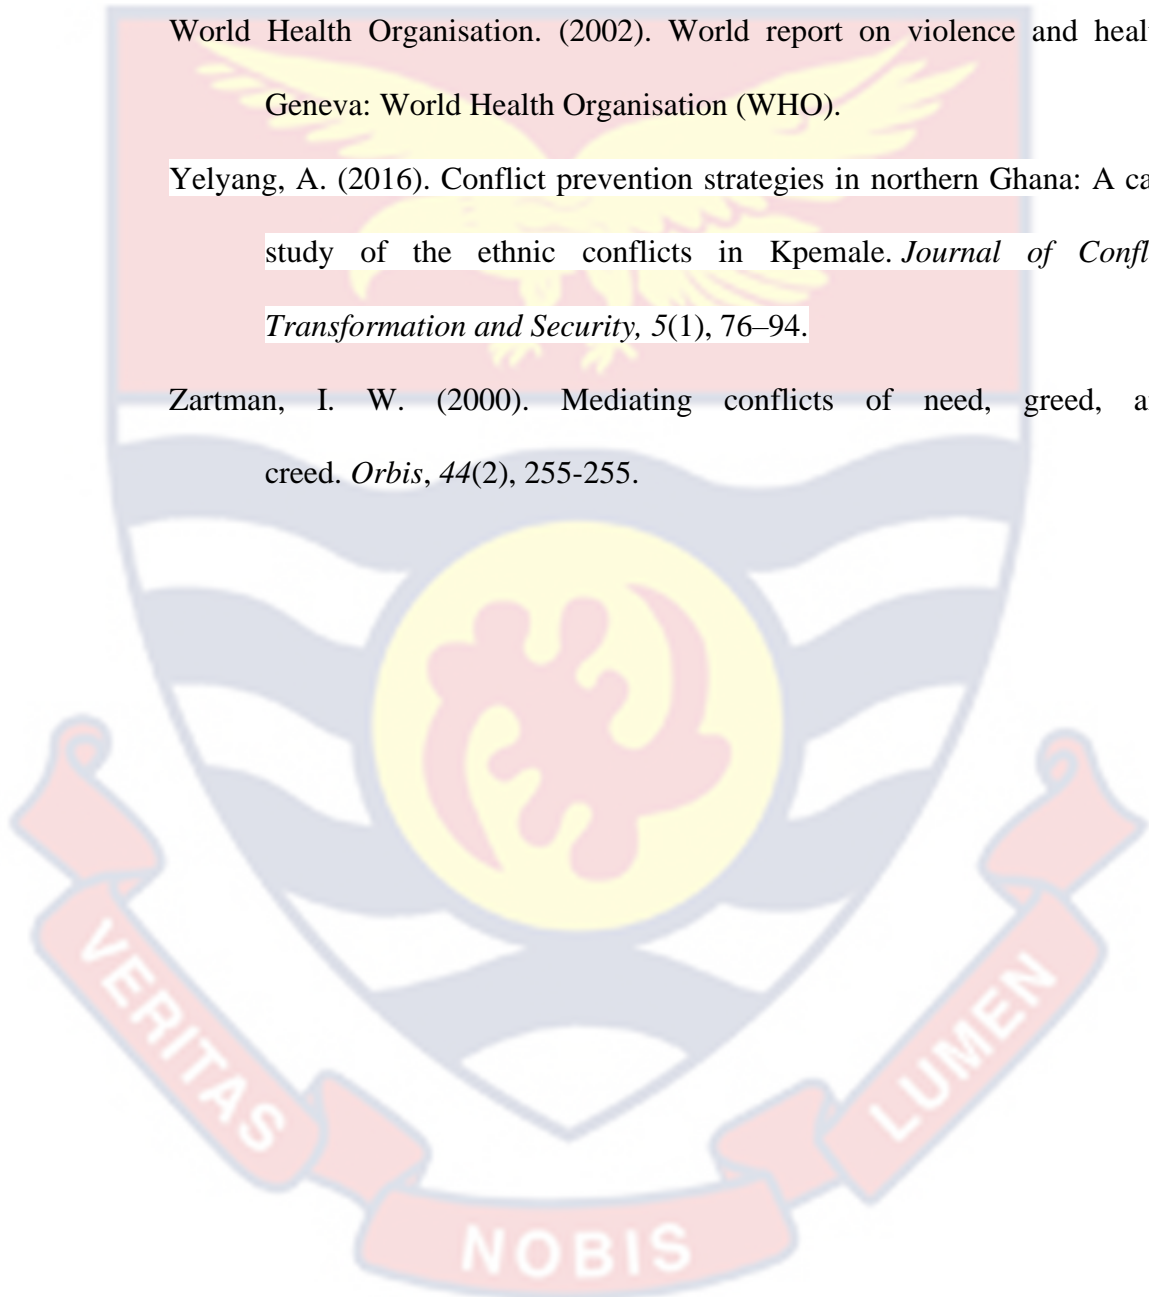 World Health Organisation. (2002). World report on violence and healt
Geneva: World Health Organisation (WHO).
Yelyang, A. (2016). Conflict prevention strategies in northern Ghana: A ca
study of the ethnic conflicts in Kpemale. Journal of Confl
Transformation and Security, 5(1), 76–94.
Zartman, I. W. (2000). Mediating conflicts of need, greed, a
creed. Orbis, 44(2), 255-255.
VERITAS
NOBIS
LUMEN